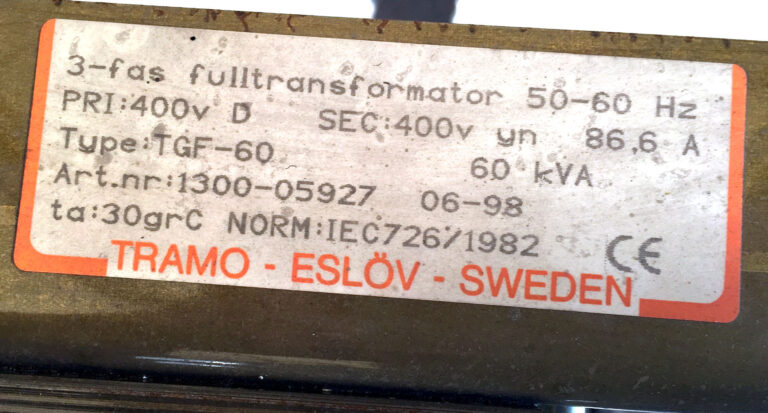 3-fas fulltransformator 50-60 Hz
PRI:400v D SEC:400v yn 86,6 A
Type:TGF-60 60 kVA
Art.nr:1300-05927 06-98
ta:30grC NORM:IEC726/1982 CE
TRAMO - ESLÖV - SWEDEN